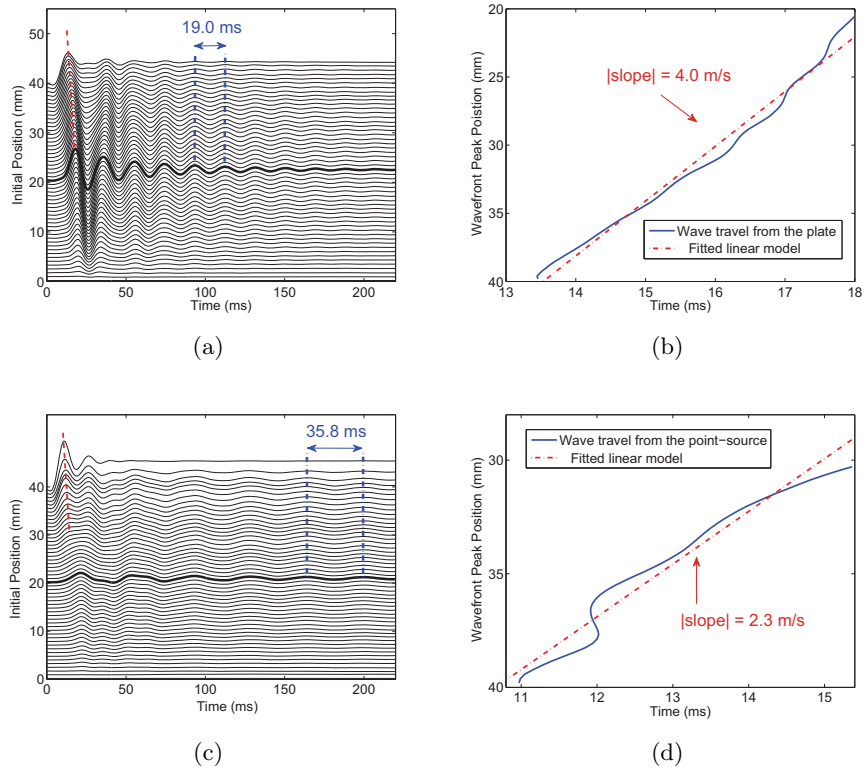 19.0 ms
Initial Position (mm)
50
40
30
20
10
0
0 50 100 150 200
Time (ms)
(a)
Wavefront Peak Poistion (mm)
20
25
30
35
40
|slope| = 4.0 m/s
Wave travel from the plate
Fitted linear model
13 14 15 16 17 18
Time (ms)
(b)
35.8 ms
Initial Position (mm)
40
30
20
10
0
0 50 100 150 200
Time (ms)
(c)
Wave travel from the point-source
Fitted linear model
Wavefront Peak Position (mm)
30
35
40
|slope| = 2.3 m/s
11 12 13 14 15
Time (ms)
(d)